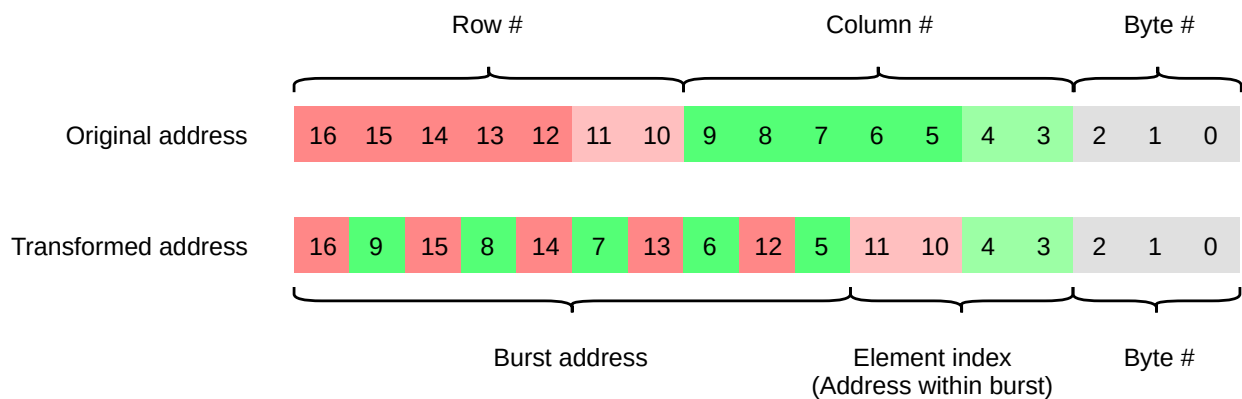 Row # Column # Byte #
Original address 16 15 14 13 12 11 10 9 8 7 6 5 4 3 2 1 0
Transformed address 16 9 15 8 14 7 13 6 12 5 11 10 4 3 2 1 0
Burst address Element index Byte #
(Address within burst)